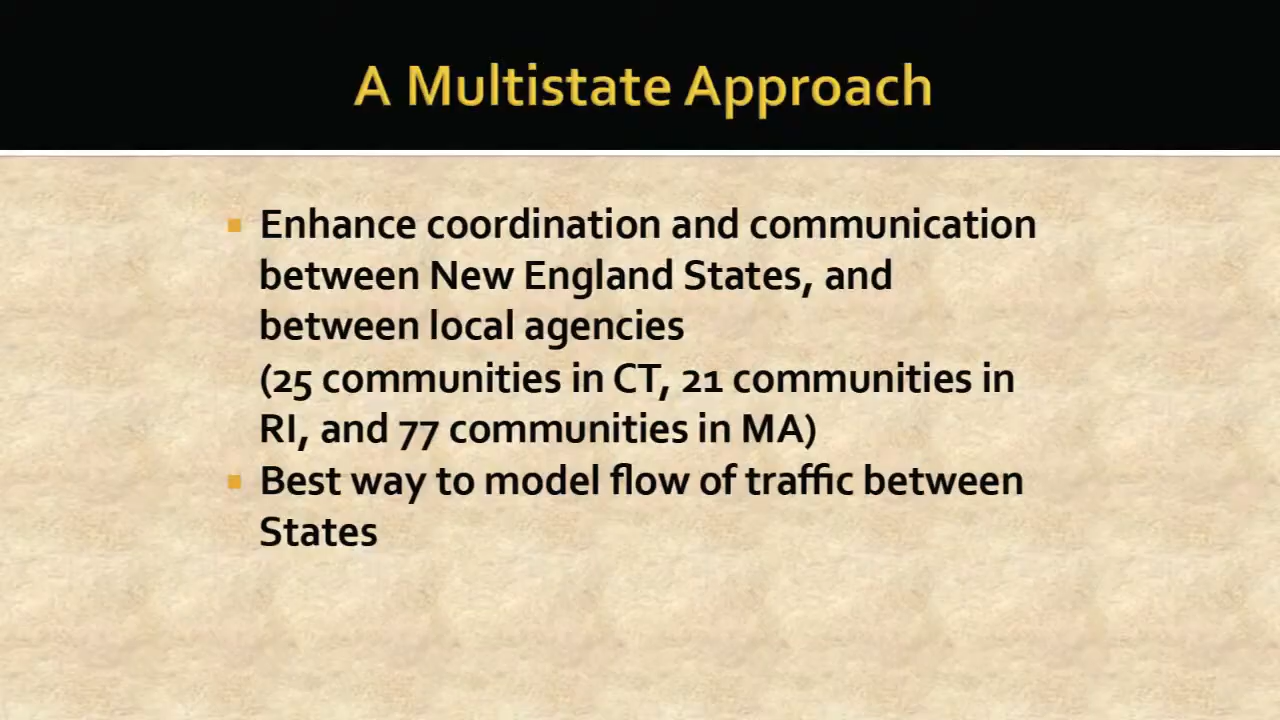 A Multistate Approach
Enhance coordination and communication
between New England States, and
between local agencies
(25 communities in CT, 21 communities in
RI, and 77 communities in MA)
Best way to model flow of traffic between
States